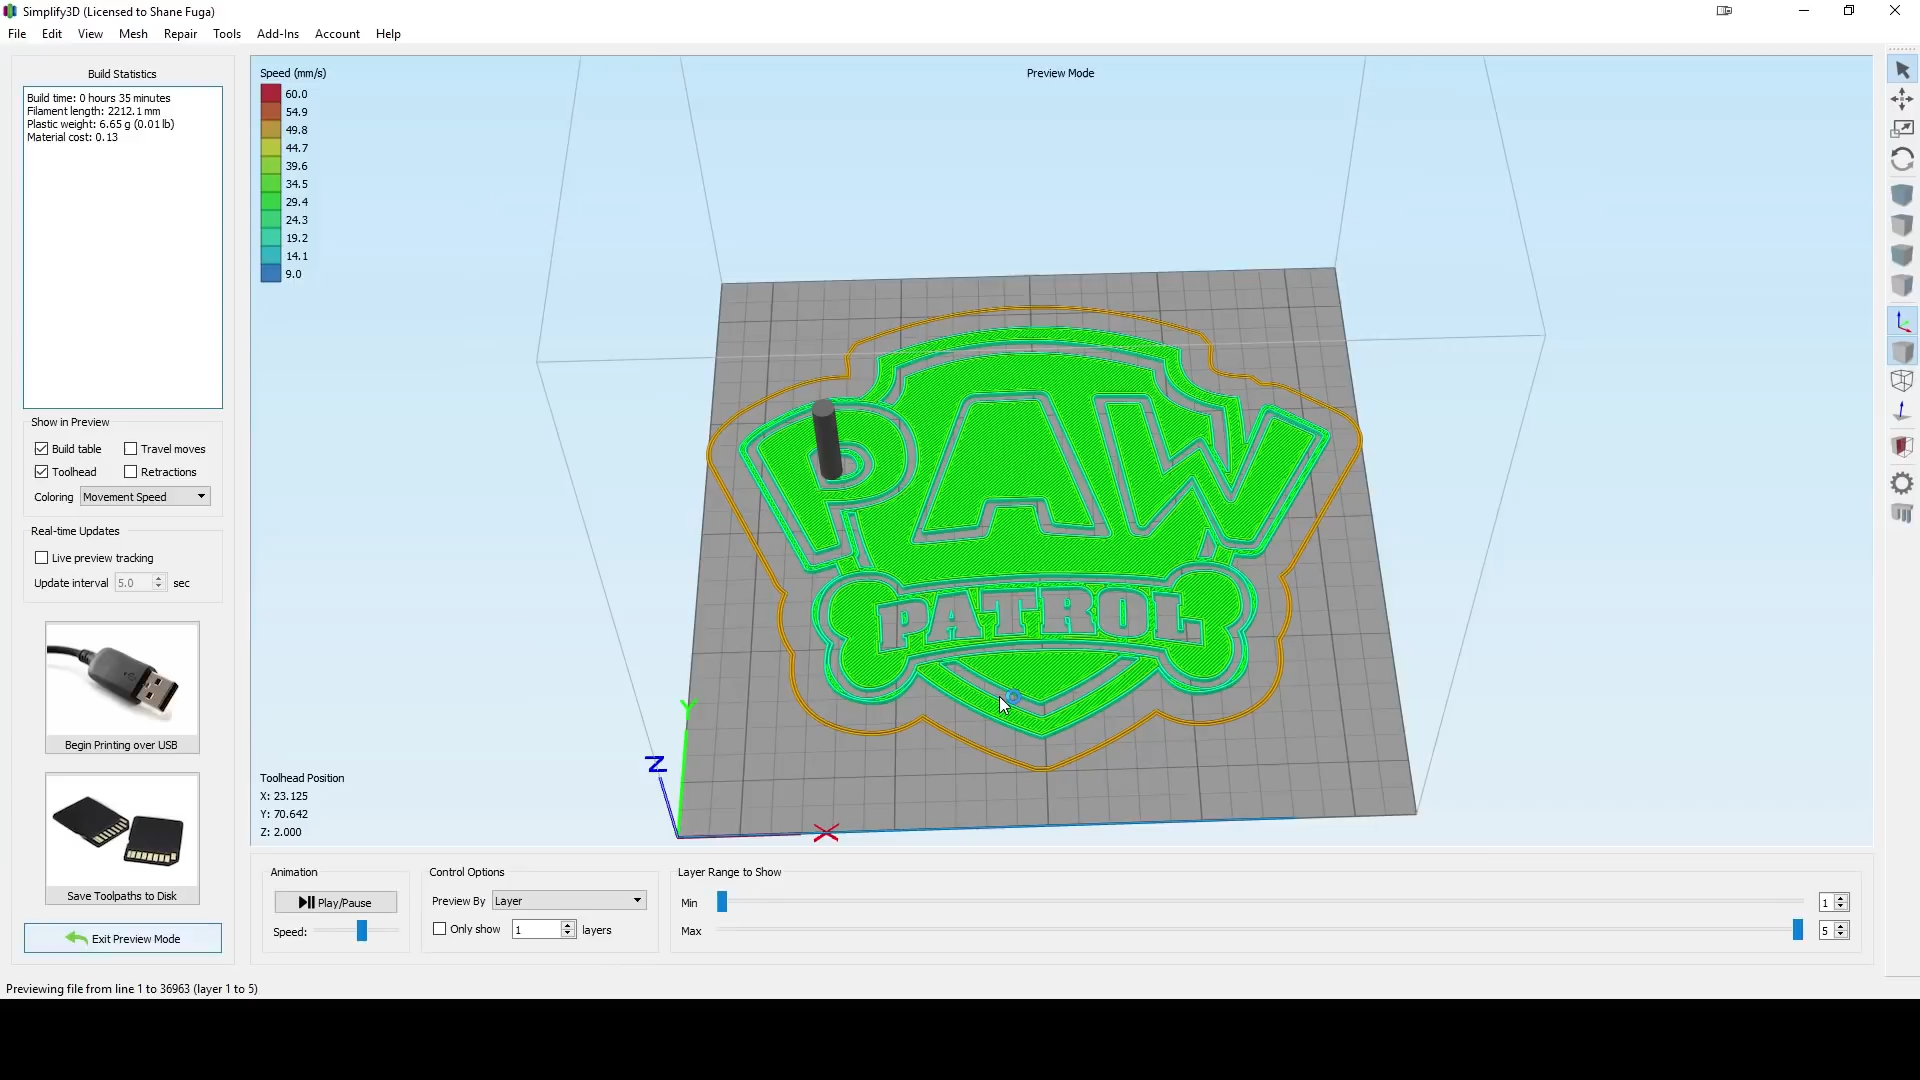 Simplify3D (Licensed to Shane Fuga)
File Edit View Mesh Repair Tools Add-Ins Account Help
Build Statistics
Build time: 0 hours 35 minutes
Filament length: 2212.1 mm
Plastic weight: 6.65 g (0.01 lb)
Material cost: 0.13
Show in Preview
Build table Travel moves
Toolhead Retractions
Coloring Movement Speed
Real-time Updates
Live preview tracking
Update interval 5.0 sec
Begin Printing over USB
Save Toolpaths to Disk
Exit Preview Mode
Speed (mm/s)
60.0
54.9
49.8
44.7
39.6
34.5
29.4
24.3
19.2
14.1
9.0
Preview Mode
PAW
PATROL
Y
Z
X
Toolhead Position
X: 23.125
Y: 70.642
Z: 2.000
Animation
Play/Pause
Speed:
Control Options
Preview By Layer
Only show 1 layers
Layer Range to Show
Min 1
Max 5
Previewing file from line 1 to 36963 (layer 1 to 5)